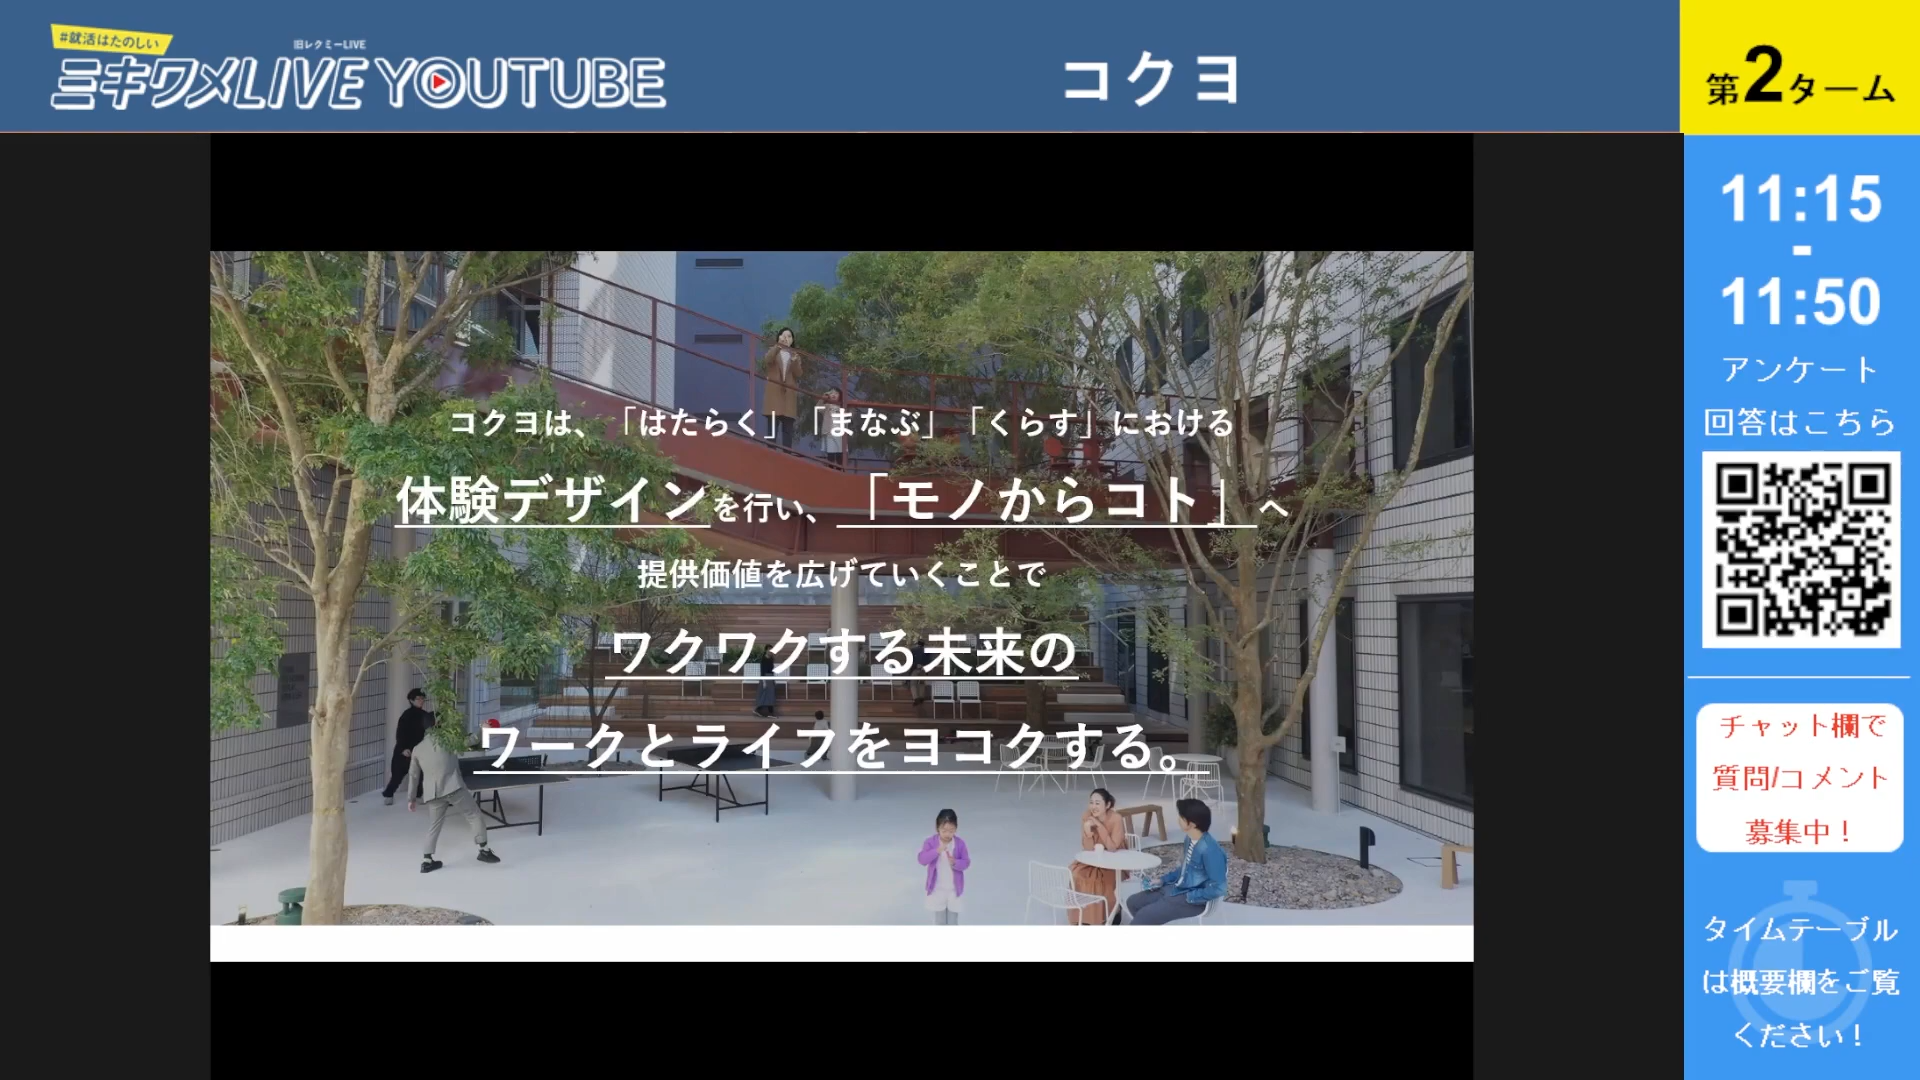 #就活はたのしい
旧レクミーLIVE
ミキワメLIVE YOUTUBE
コクヨ
第2ターム
コクヨは、「はたらく」「まなぶ」「くらす」における
体験デザインを行い、「モノからコト」へ
提供価値を広げていくことで
ワクワクする未来の
ワークとライフをヨコクする。
11:15
-
11:50
アンケート
回答はこちら
チャット欄で
質問/コメント
募集中！
タイムテーブル
は概要欄をご覧
ください！